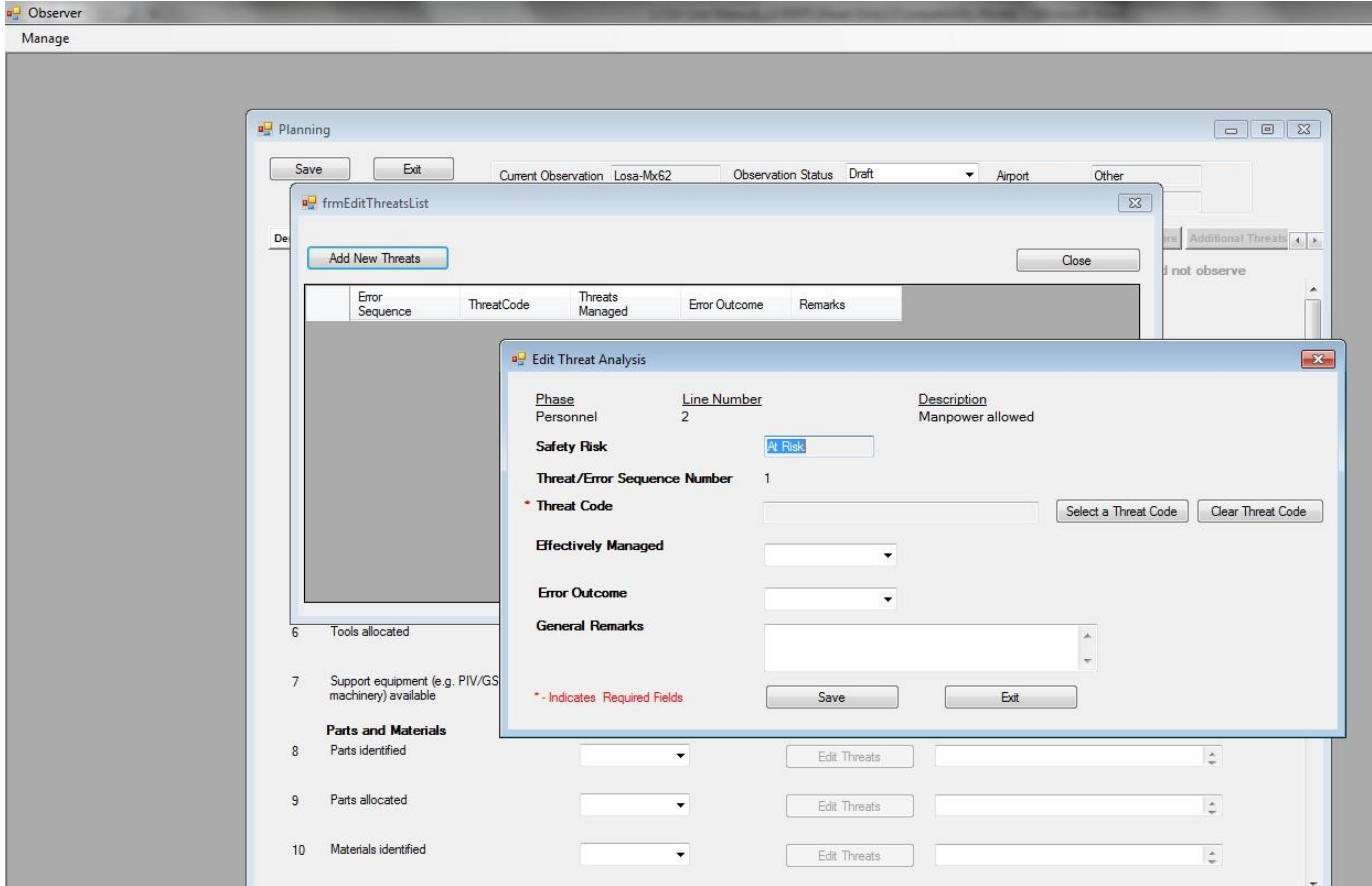 Observer
Manage
Planning
Save Exit Current Observation Losa-Mx62 Observation Status Draft Airport Other
frmEditThreatsList
Additional Threats
Add New Threats Close
d not observe
Error Sequence ThreatCode Threats Managed Error Outcome Remarks
Edit Threat Analysis
Phase Line Number Description
Personnel 2 Manpower allowed
Safety Risk At Risk
Threat/Error Sequence Number 1
* Threat Code Select a Threat Code Clear Threat Code
Effectively Managed
Error Outcome
General Remarks
* - Indicates Required Fields Save Exit
6 Tools allocated
7 Support equipment (e.g. PIV/GS
machinery) available
Parts and Materials
8 Parts identified Edit Threats
9 Parts allocated Edit Threats
10 Materials identified Edit Threats